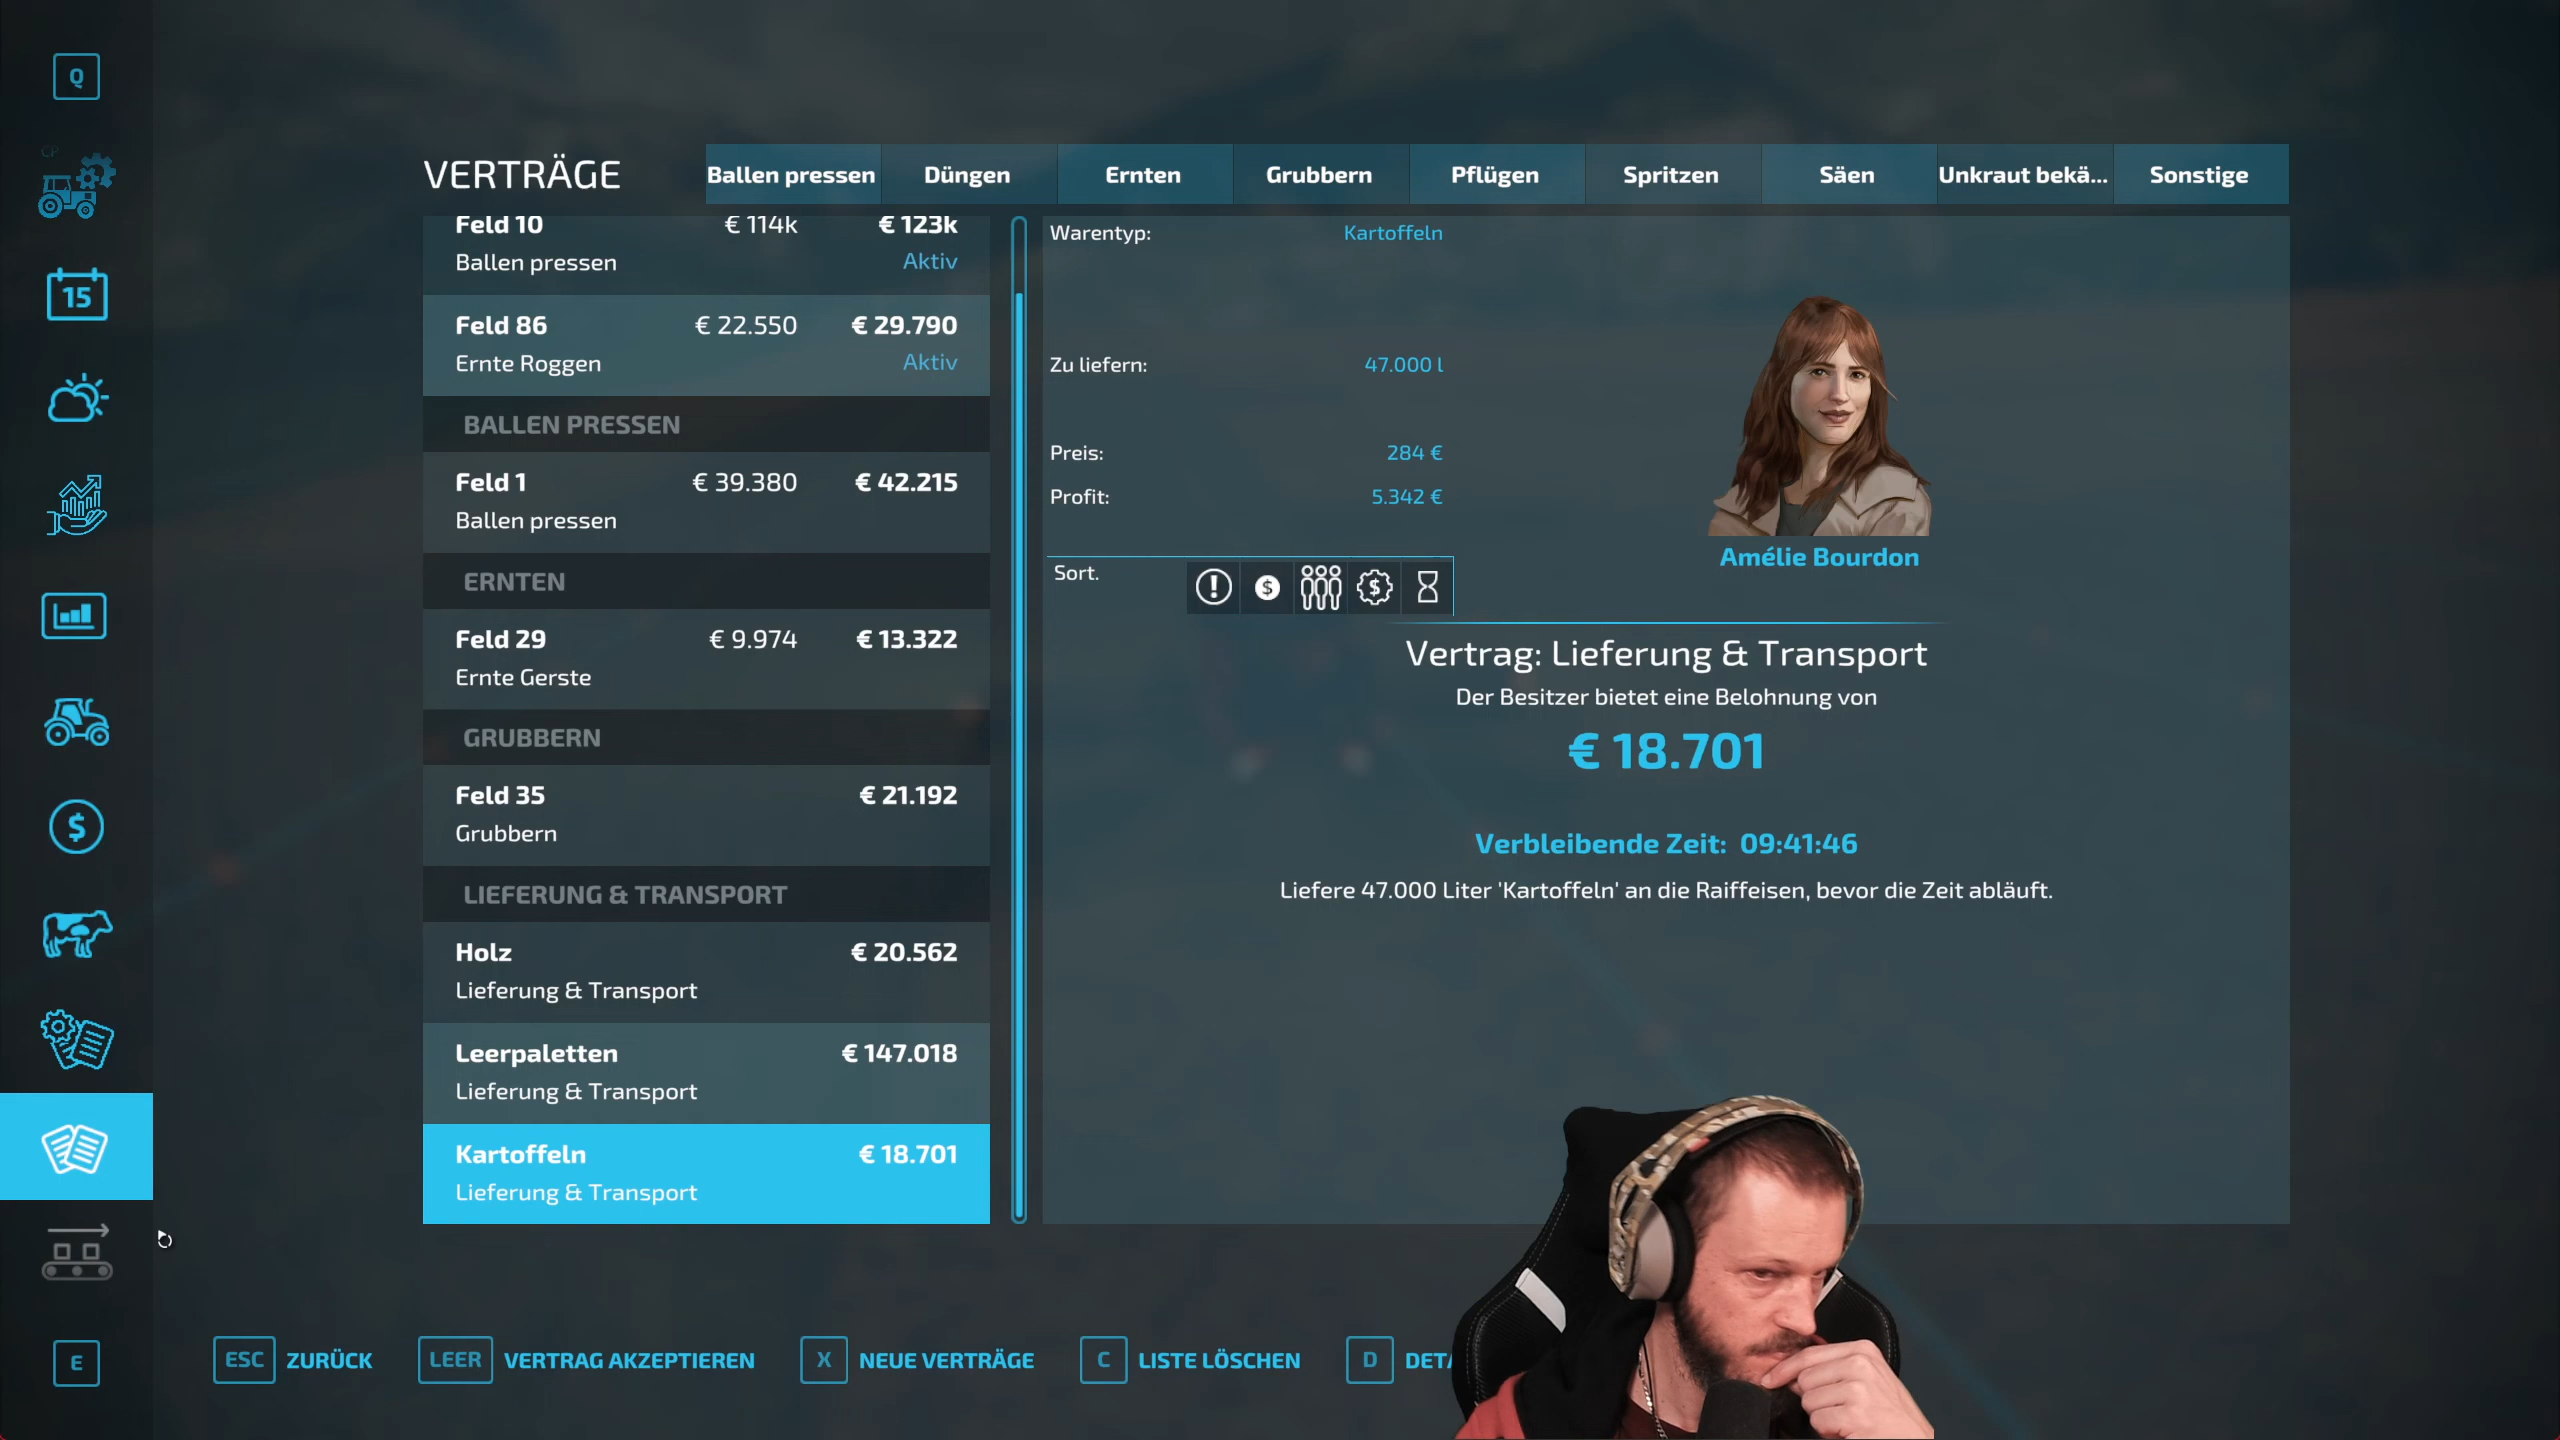 Q
CP
15
E
VERTRÄGE
Ballen pressen
Düngen
Ernten
Grubbern
Pflügen
Spritzen
Säen
Unkraut bekä...
Sonstige
Feld 10 € 114k € 123k
Ballen pressen Aktiv
Feld 86 € 22.550 € 29.790
Ernte Roggen Aktiv
BALLEN PRESSEN
Feld 1 € 39.380 € 42.215
Ballen pressen
ERNTEN
Feld 29 € 9.974 € 13.322
Ernte Gerste
GRUBBERN
Feld 35 € 21.192
Grubbern
LIEFERUNG & TRANSPORT
Holz € 20.562
Lieferung & Transport
Leerpaletten € 147.018
Lieferung & Transport
Kartoffeln € 18.701
Lieferung & Transport
Warentyp: Kartoffeln
Zu liefern: 47.000 l
Preis: 284 €
Profit: 5.342 €
Sort.
Amélie Bourdon
Vertrag: Lieferung & Transport
Der Besitzer bietet eine Belohnung von
€ 18.701
Verbleibende Zeit: 09:41:46
Liefere 47.000 Liter 'Kartoffeln' an die Raiffeisen, bevor die Zeit abläuft.
ESC ZURÜCK
LEER VERTRAG AKZEPTIEREN
X NEUE VERTRÄGE
C LISTE LÖSCHEN
D